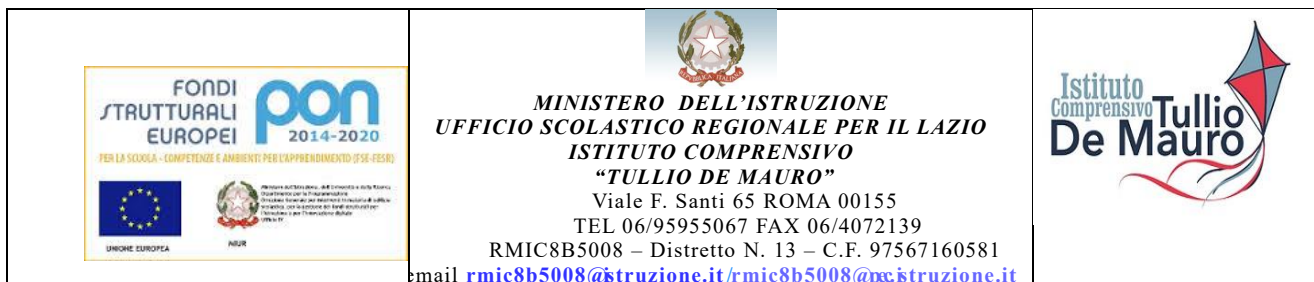 FONDI
STRUTTURALI
EUROPEI
pon
2014-2020
PER LA SCUOLA - COMPETENZE E AMBIENTI PER L'APPRENDIMENTO (FSE-FESR)
UNIONE EUROPEA
MIUR
REPVBBLICA ITALIANA
MINISTERO DELL'ISTRUZIONE
UFFICIO SCOLASTICO REGIONALE PER IL LAZIO
ISTITUTO COMPRENSIVO
“TULLIO DE MAURO”
Viale F. Santi 65 ROMA 00155
TEL 06/95955067 FAX 06/4072139
RMIC8B5008 – Distretto N. 13 – C.F. 97567160581
email rmic8b5008@istruzione.it/rmic8b5008@pec.istruzione.it
Istituto
Comprensivo Tullio
De Mauro